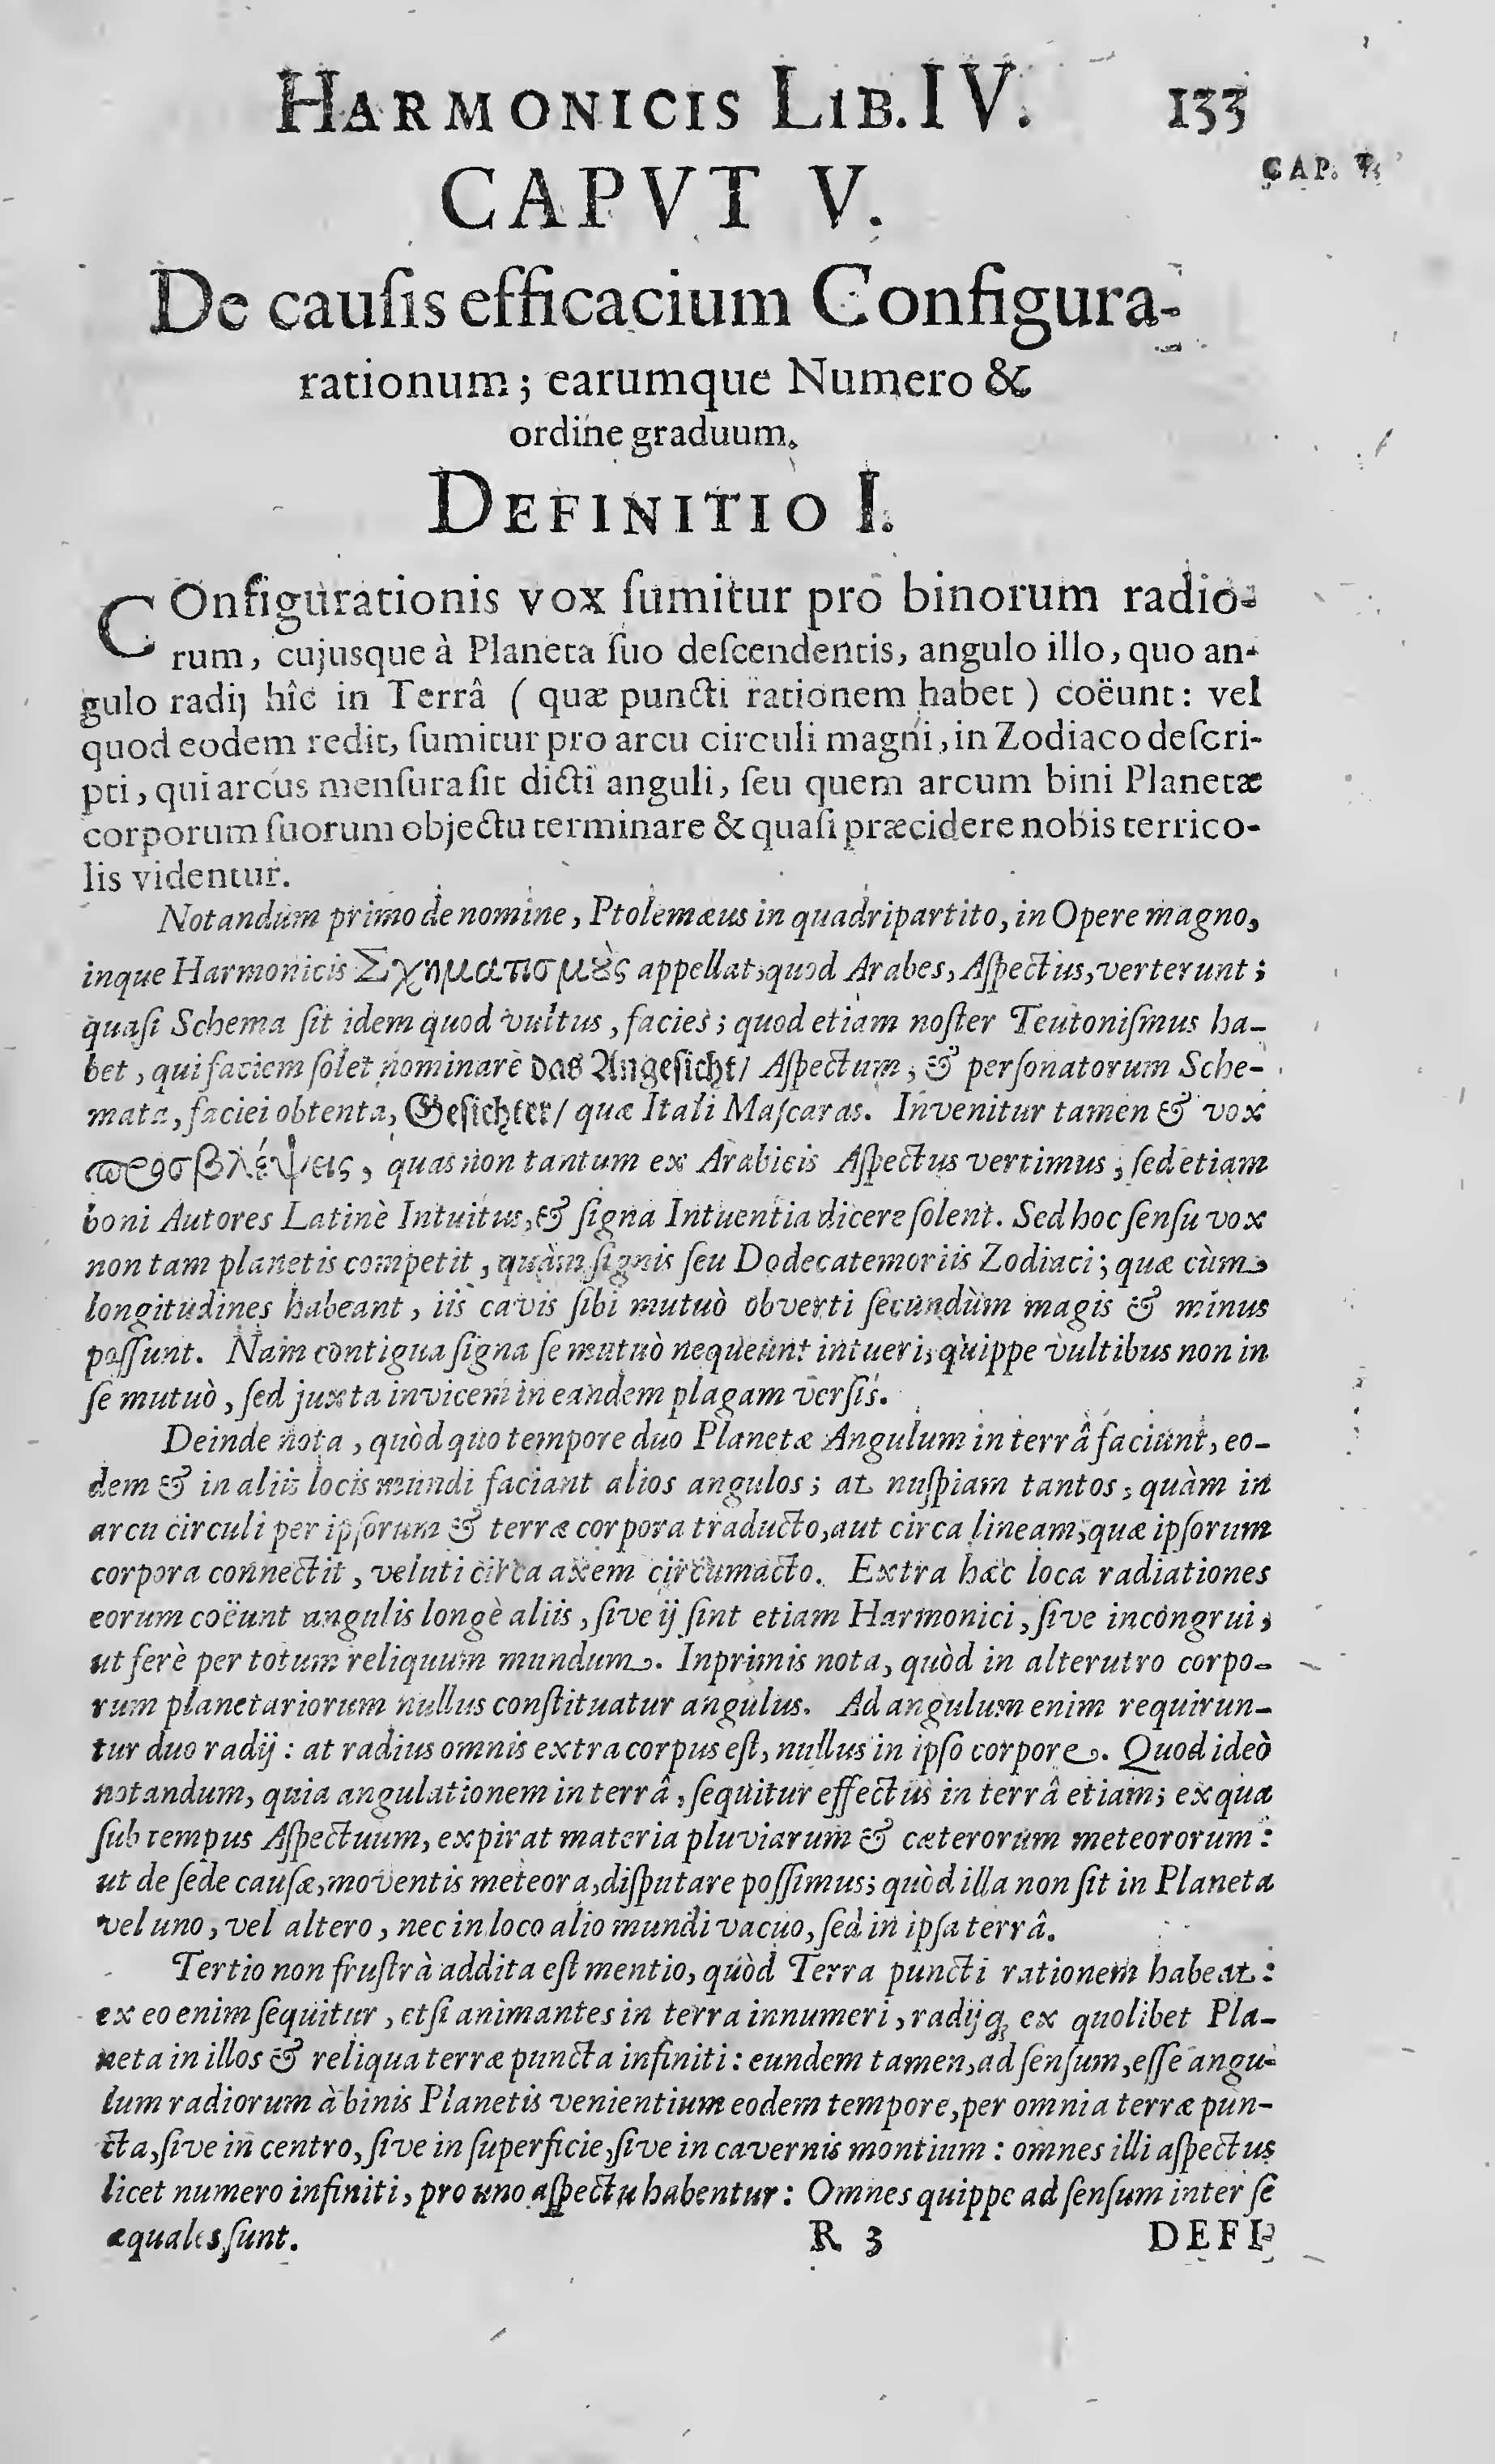 HARMONICIS LIB. IV. 133
CAP. V.
CAPVT V.
De cauſis efficacium Configura-
rationum; earumque Numero &
ordine graduum.
DEFINITIO I.
COnfigurationis vox ſumitur pro binorum radio-
rum, cujusque à Planeta ſuo deſcendentis, angulo illo, quo an-
gulo radij hîc in Terrâ (quæ puncti rationem habet) coëunt: vel
quod eodem redit, ſumitur pro arcu circuli magni, in Zodiaco deſcri-
pti, qui arcus menſura ſit dicti anguli, ſeu quem arcum bini Planetæ
corporum ſuorum objectu terminare & quaſi præcidere nobis terrico-
lis videntur.
Notandum primo de nomine, Ptolemæus in quadripartito, in Opere magno,
inque Harmonicis Σχηματισμȣ̀ς appellat, quod Arabes, Aſpectus, verterunt;
quaſi Schema ſit idem quod vultus, facies; quod etiam noſter Teutoniſmus ha-
bet, qui faciem ſolet nominare das Angeſicht/ Aſpectum, & perſonatorum Sche-
mata, faciei obtenta, Geſichter/ quæ Itali Maſcaras. Invenitur tamen & vox
ϖροσβλέψεις, quas non tantum ex Arabicis Aſpectus vertimus, ſed etiam
boni Autores Latinè Intuitus, & ſigna Intuentia dicere ſolent. Sed hoc ſenſu vox
non tam planetis competit, quàm ſignis ſeu Dodecatemoriis Zodiaci; quæ cùm
longitudines habeant, iis cavis ſibi mutuò obverti ſecundùm magis & minus
poſſunt. Nam contigua ſigna ſe mutuò nequeunt intueri, quippe vultibus non in
ſe mutuò, ſed juxta invicem in eandem plagam verſis.
Deinde nota, quòd quo tempore duo Planetæ Angulum in terrâ faciunt, eo-
dem & in aliis locis mundi faciant alios angulos; at nuſpiam tantos, quàm in
arcu circuli per ipſorum & terræ corpora traducto, aut circa lineam, quæ ipſorum
corpora connectit, veluti circa axem circumacto. Extra hæc loca radiationes
eorum coëunt angulis longè aliis, ſive ij ſint etiam Harmonici, ſive incongrui;
ut ferè per totum reliquum mundum. Inprimis nota, quòd in alterutro corpo-
rum planetariorum nullus conſtituatur angulus. Ad angulum enim requirun-
tur duo radij: at radius omnis extra corpus eſt, nullus in ipſo corpore. Quod ideò
notandum, quia angulationem in terrâ, ſequitur effectus in terrâ etiam; ex qua
ſub tempus Aſpectuum, expirat materia pluviarum & cæterorum meteororum:
ut de ſede cauſæ, moventis meteora, diſputare poſſimus; quòd illa non ſit in Planeta
vel uno, vel altero, nec in loco alio mundi vacuo, ſed in ipſa terrâ.
Tertio non fruſtrà addita eſt mentio, quòd Terra puncti rationem habeat:
ex eo enim ſequitur, etſi animantes in terra innumeri, radijq; ex quolibet Pla-
neta in illos & reliqua terræ puncta infiniti: eundem tamen, ad ſenſum, eſſe angu-
lum radiorum à binis Planetis venientium eodem tempore, per omnia terræ pun-
cta, ſive in centro, ſive in ſuperficie, ſive in cavernis montium: omnes illi aſpectus
licet numero infiniti, pro uno aſpectu habentur: Omnes quippe ad ſenſum inter ſe
æquales ſunt. R 3 DEFI-